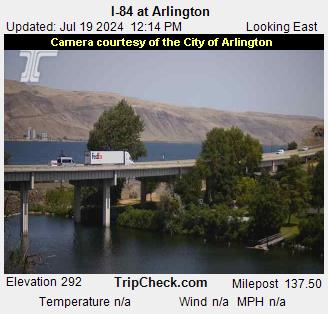 I-84 at Arlington
Updated: Jul 19 2024 12:14 PM Looking East
Camera courtesy of the City of Arlington
FedEx
Elevation 292 TripCheck.com Milepost 137.50
Temperature n/a Wind n/a MPH n/a